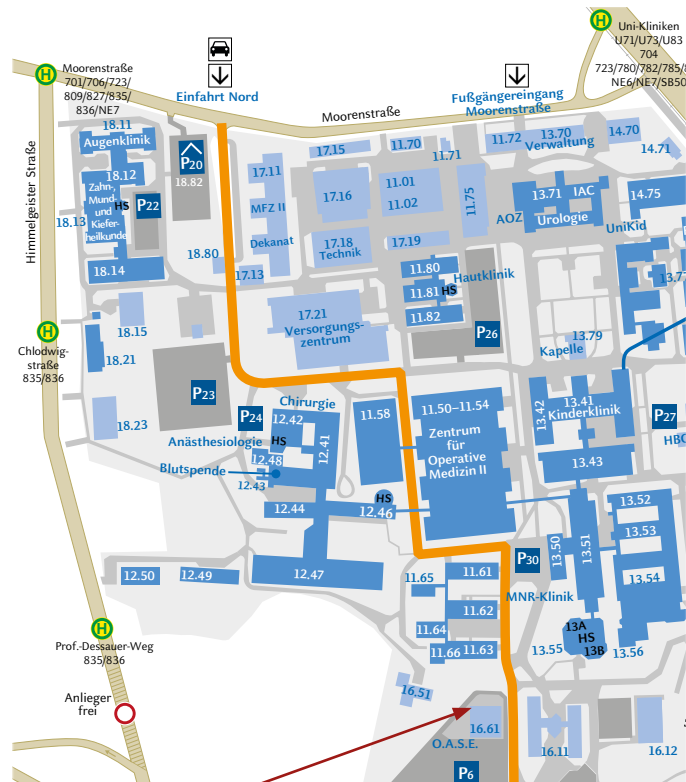 H
Uni-Kliniken
U71/U73/U83
704
723/780/782/785/
NE6/NE7/SB50
H
Moorenstraße
701/706/723/
809/827/835/
836/NE7
Einfahrt Nord
Moorenstraße
Fußgängereingang
Moorenstraße
18.11
Augenklinik
18.12
Zahn-,
Mund-
und
Kiefer-
heilkunde
HS
P22
18.13
18.14
P20
18.82
18.80
17.13
17.11
MFZ II
Dekanat
17.15
17.16
17.18
Technik
11.70
11.71
11.01
11.02
17.19
11.75
11.72
13.70
Verwaltung
14.70
14.71
13.71
IAC
AOZ
Urologie
14.75
UniKid
13.77
Himmelgeister Straße
11.80
Hautklinik
11.81
HS
11.82
P26
17.21
Versorgungs-
zentrum
13.79
Kapelle
18.15
18.21
18.23
H
Chlodwig-
straße
835/836
P23
P24
Chirurgie
12.42
12.41
Anästhesiologie
HS
12.48
Blutspende
12.43
11.58
11.50–11.54
Zentrum
für
Operative
Medizin II
13.42
13.41
Kinderklinik
P27
13.43
12.44
HS
12.46
13.52
13.53
13.54
13.50
13.51
12.50
12.49
12.47
P30
11.61
11.65
MNR-Klinik
11.62
11.64
11.66
11.63
13A
HS
13B
13.55
13.56
H
Prof.-Dessauer-Weg
835/836
Anlieger
frei
16.51
16.61
O.A.S.E.
P6
16.11
16.12